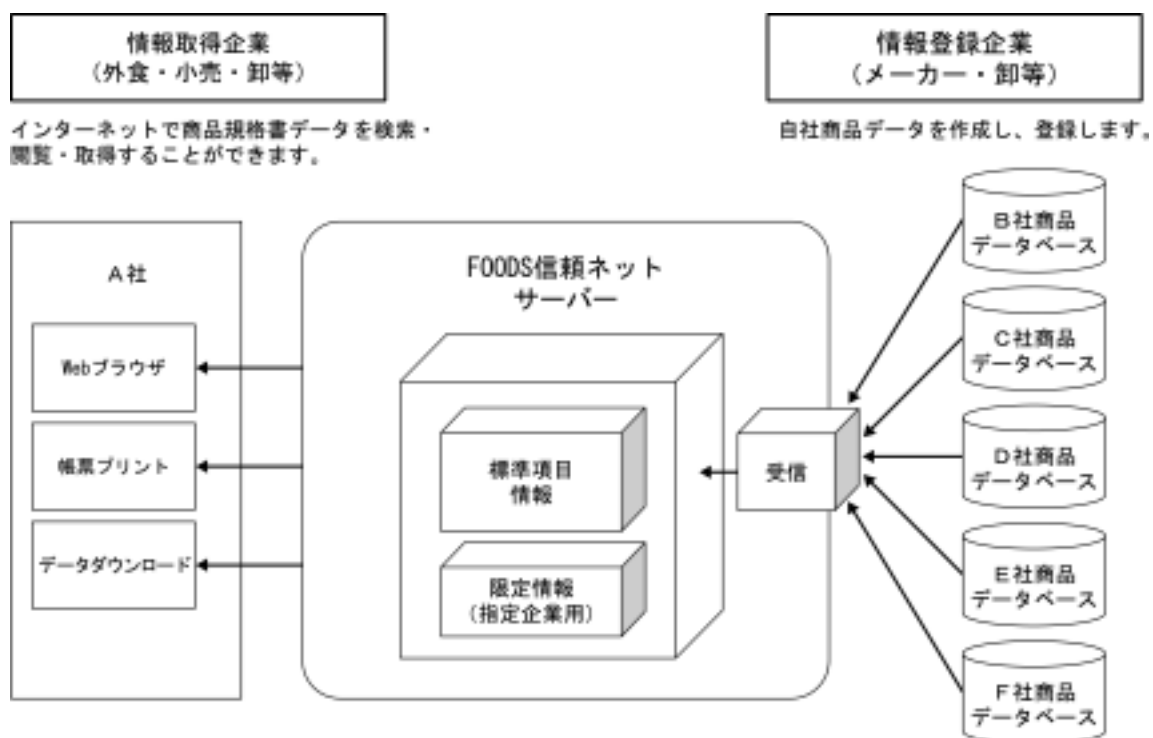 情報取得企業
（外食・小売・卸等）
インターネットで商品規格書データを検索・
閲覧・取得することができます。
情報登録企業
（メーカー・卸等）
自社商品データを作成し、登録します。
A社
Webブラウザ
帳票プリント
データダウンロード
FOODS信頼ネット
サーバー
標準項目
情報
限定情報
（指定企業用）
受信
B社商品
データベース
C社商品
データベース
D社商品
データベース
E社商品
データベース
F社商品
データベース